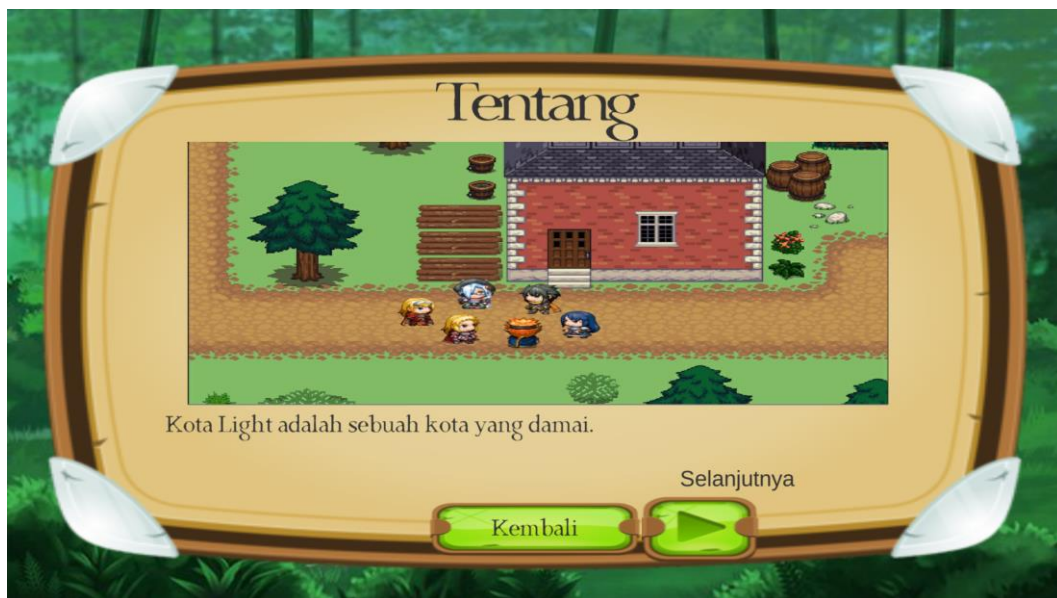 Tentang
Kota Light adalah sebuah kota yang damai.
Selanjutnya
Kembali